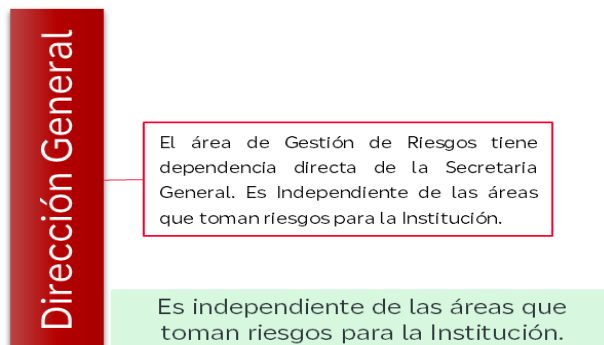 Dirección General
El área de Gestión de Riesgos tiene
dependencia directa de la Secretaria
General. Es Independiente de las áreas
que toman riesgos para la Institución.
Es independiente de las áreas que
toman riesgos para la Institución.